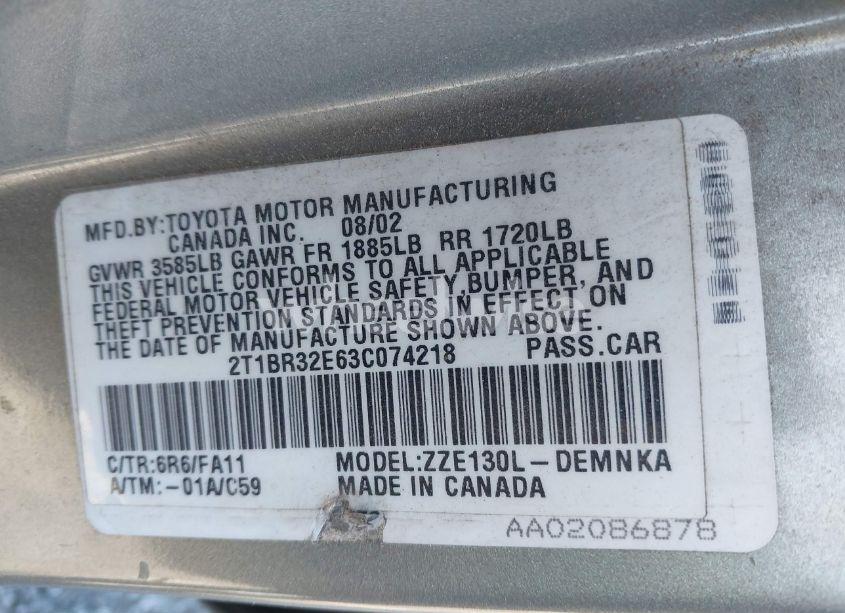 MFD.BY:TOYOTA MOTOR MANUFACTURING
CANADA INC. 08/02
GVWR 3585LB GAWR FR 1885LB RR 1720LB
THIS VEHICLE CONFORMS TO ALL APPLICABLE
FEDERAL MOTOR VEHICLE SAFETY,BUMPER, AND
THEFT PREVENTION STANDARDS IN EFFECT ON
THE DATE OF MANUFACTURE SHOWN ABOVE.
2T1BR32E63C074218 PASS.CAR
C/TR:6R6/FA11 MODEL:ZZE130L-DEMNKA
A/TM:-01A/C59 MADE IN CANADA
AA02086878